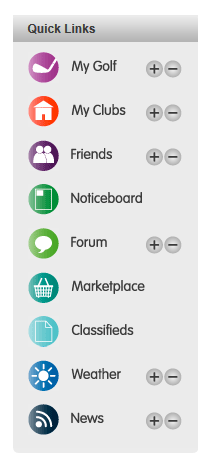 Quick Links
My Golf
My Clubs
Friends
Noticeboard
Forum
Marketplace
Classifieds
Weather
News